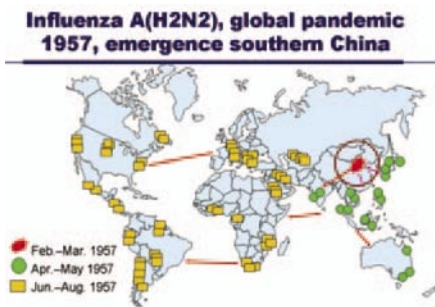 Influenza A(H2N2), global pandemic
1957, emergence southern China
Feb.–Mar. 1957
Apr.–May 1957
Jun.–Aug. 1957